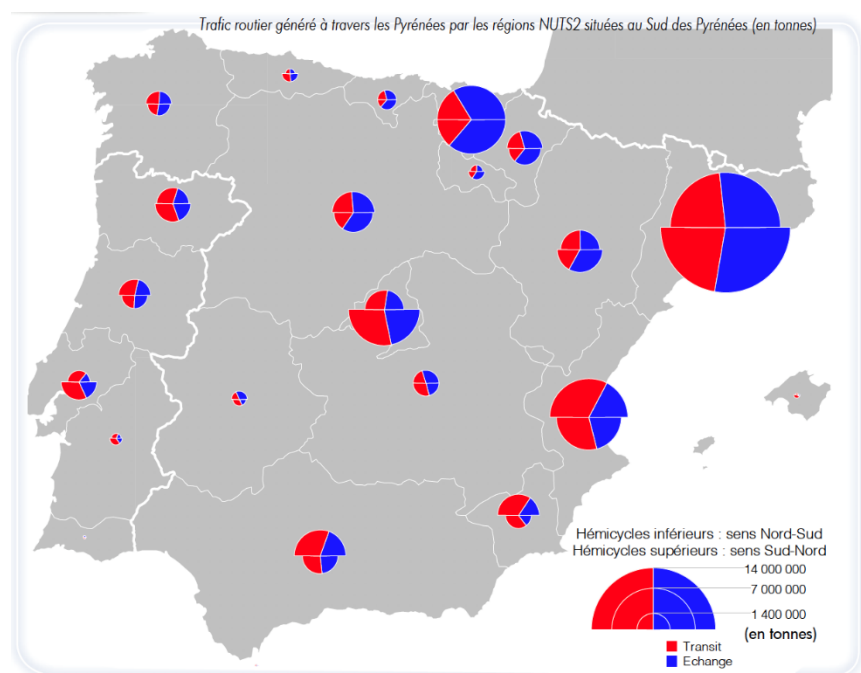 Trafic routier généré à travers les Pyrénées par les régions NUTS2 situées au Sud des Pyrénées (en tonnes)
Hémicycles inférieurs : sens Nord-Sud
Hémicycles supérieurs : sens Sud-Nord
14 000 000
7 000 000
1 400 000
(en tonnes)
Transit
Echange